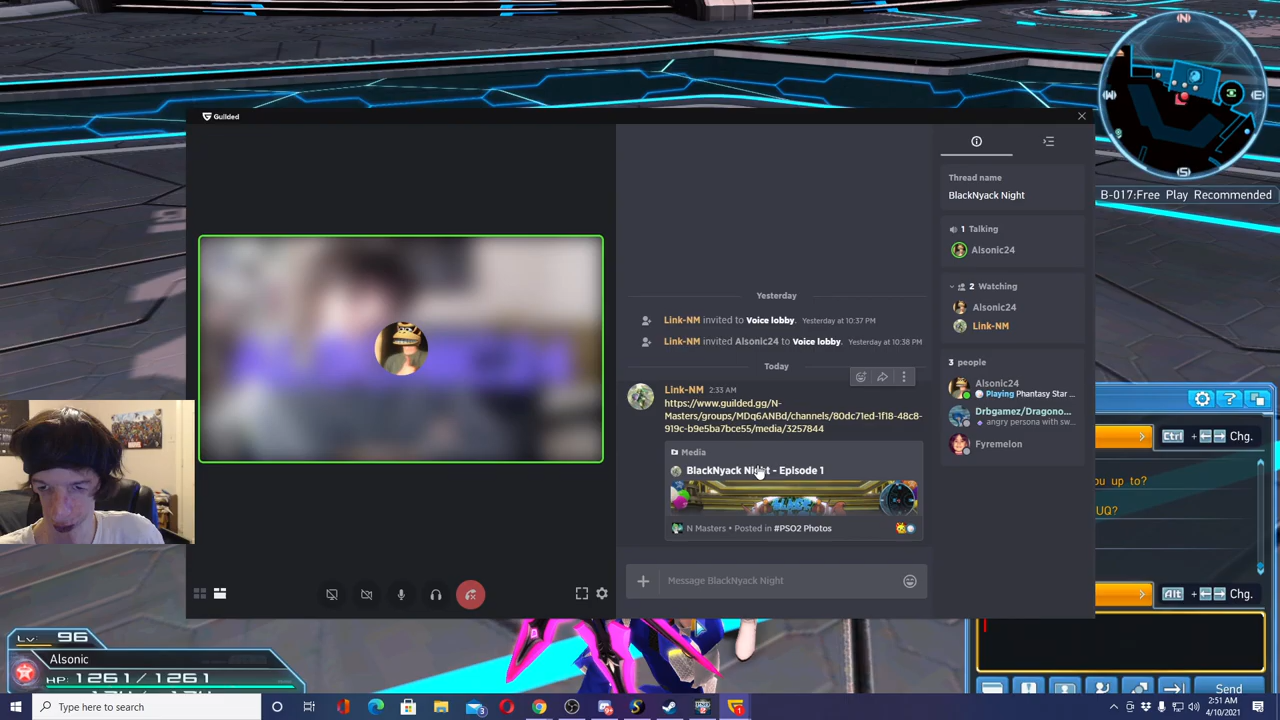 B-017:Free Play Recommended
Guilded
Thread name
BlackNyack Night
1 Talking
Alsonic24
2 Watching
Alsonic24
Link-NM
3 people
Alsonic24
Playing Phantasy Star ...
Drbgamez/Dragono...
angry persona with sw...
Fyremelon
Yesterday
Link-NM invited to Voice lobby. Yesterday at 10:37 PM
Link-NM invited Alsonic24 to Voice lobby. Yesterday at 10:38 PM
Today
Link-NM 2:33 AM
https://www.guilded.gg/N-
Masters/groups/MDq6ANBd/channels/80dc71ed-1f18-48c8-
919c-b9e5ba7bce55/media/3257844
Media
BlackNyack Night - Episode 1
N Masters • Posted in #PSO2 Photos
Message BlackNyack Night
Ctrl + Chg.
ou up to?
UQ?
Alt + Chg.
Send
Lv. 96
Alsonic
HP: 1261/1261
Type here to search
2:51 AM
4/10/2021
N
W
E
S